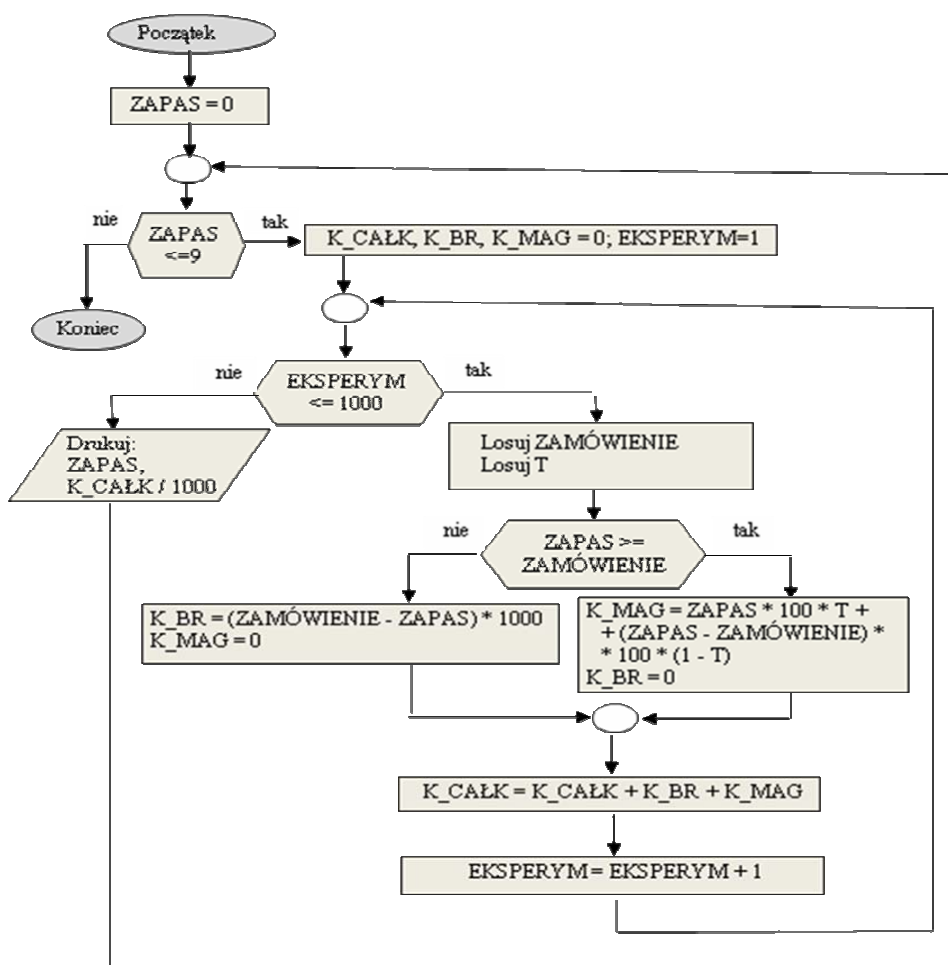 Początek
ZAPAS = 0
nie
tak
ZAPAS
<=9
K_CAŁK, K_BR, K_MAG = 0; EKSPERYM=1
Koniec
nie
tak
EKSPERYM
<= 1000
Drukuj:
ZAPAS,
K_CAŁK / 1000
Losuj ZAMÓWIENIE
Losuj T
nie
tak
ZAPAS >=
ZAMÓWIENIE
K_BR = (ZAMÓWIENIE - ZAPAS) * 1000
K_MAG = 0
K_MAG = ZAPAS * 100 * T +
+ (ZAPAS - ZAMÓWIENIE) *
* 100 * (1 - T)
K_BR = 0
K_CAŁK = K_CAŁK + K_BR + K_MAG
EKSPERYM = EKSPERYM + 1